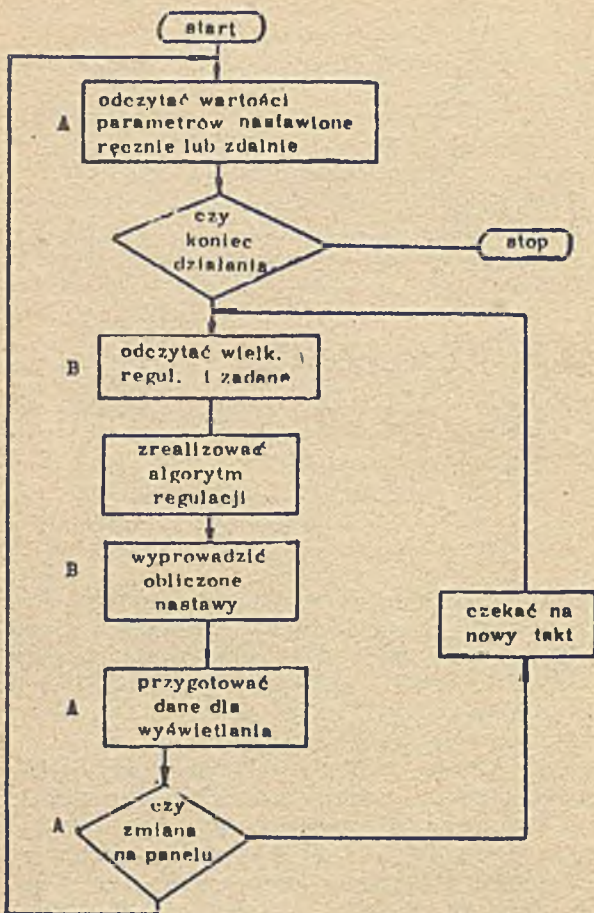 start
A
odczytać wartości
parametrów nastawione
ręcznie lub zdalnie
czy
koniec
działania
stop
B
odczytać wielk.
regul. i zadane
zrealizować
algorytm
regulacji
B
wyprowadzić
obliczone
nastawy
czekać na
nowy takt
A
przygotować
dane dla
wyświetlania
A
czy
zmiana
na panelu